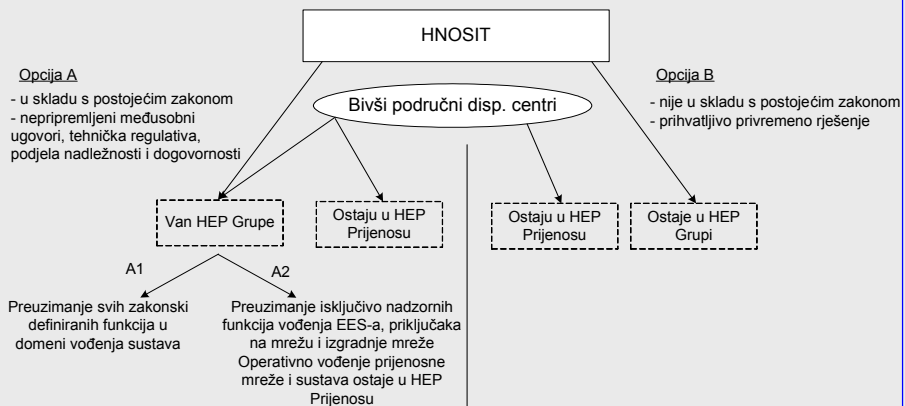 HNOSIT
Opcija A
- u skladu s postojećim zakonom
- nepripremljeni međusobni
ugovori, tehnička regulativa,
podjela nadležnosti i dogovornosti
Bivši područni disp. centri
Opcija B
- nije u skladu s postojećim zakonom
- prihvatljivo privremeno rješenje
Van HEP Grupe
Ostaju u HEP
Prijenosu
Ostaju u HEP
Prijenosu
Ostaje u HEP
Grupi
A1
A2
Preuzimanje svih zakonski
definiranih funkcija u
domeni vođenja sustava
Preuzimanje isključivo nadzornih
funkcija vođenja EES-a, priključaka
na mrežu i izgradnje mreže
Operativno vođenje prijenosne
mreže i sustava ostaje u HEP
Prijenosu